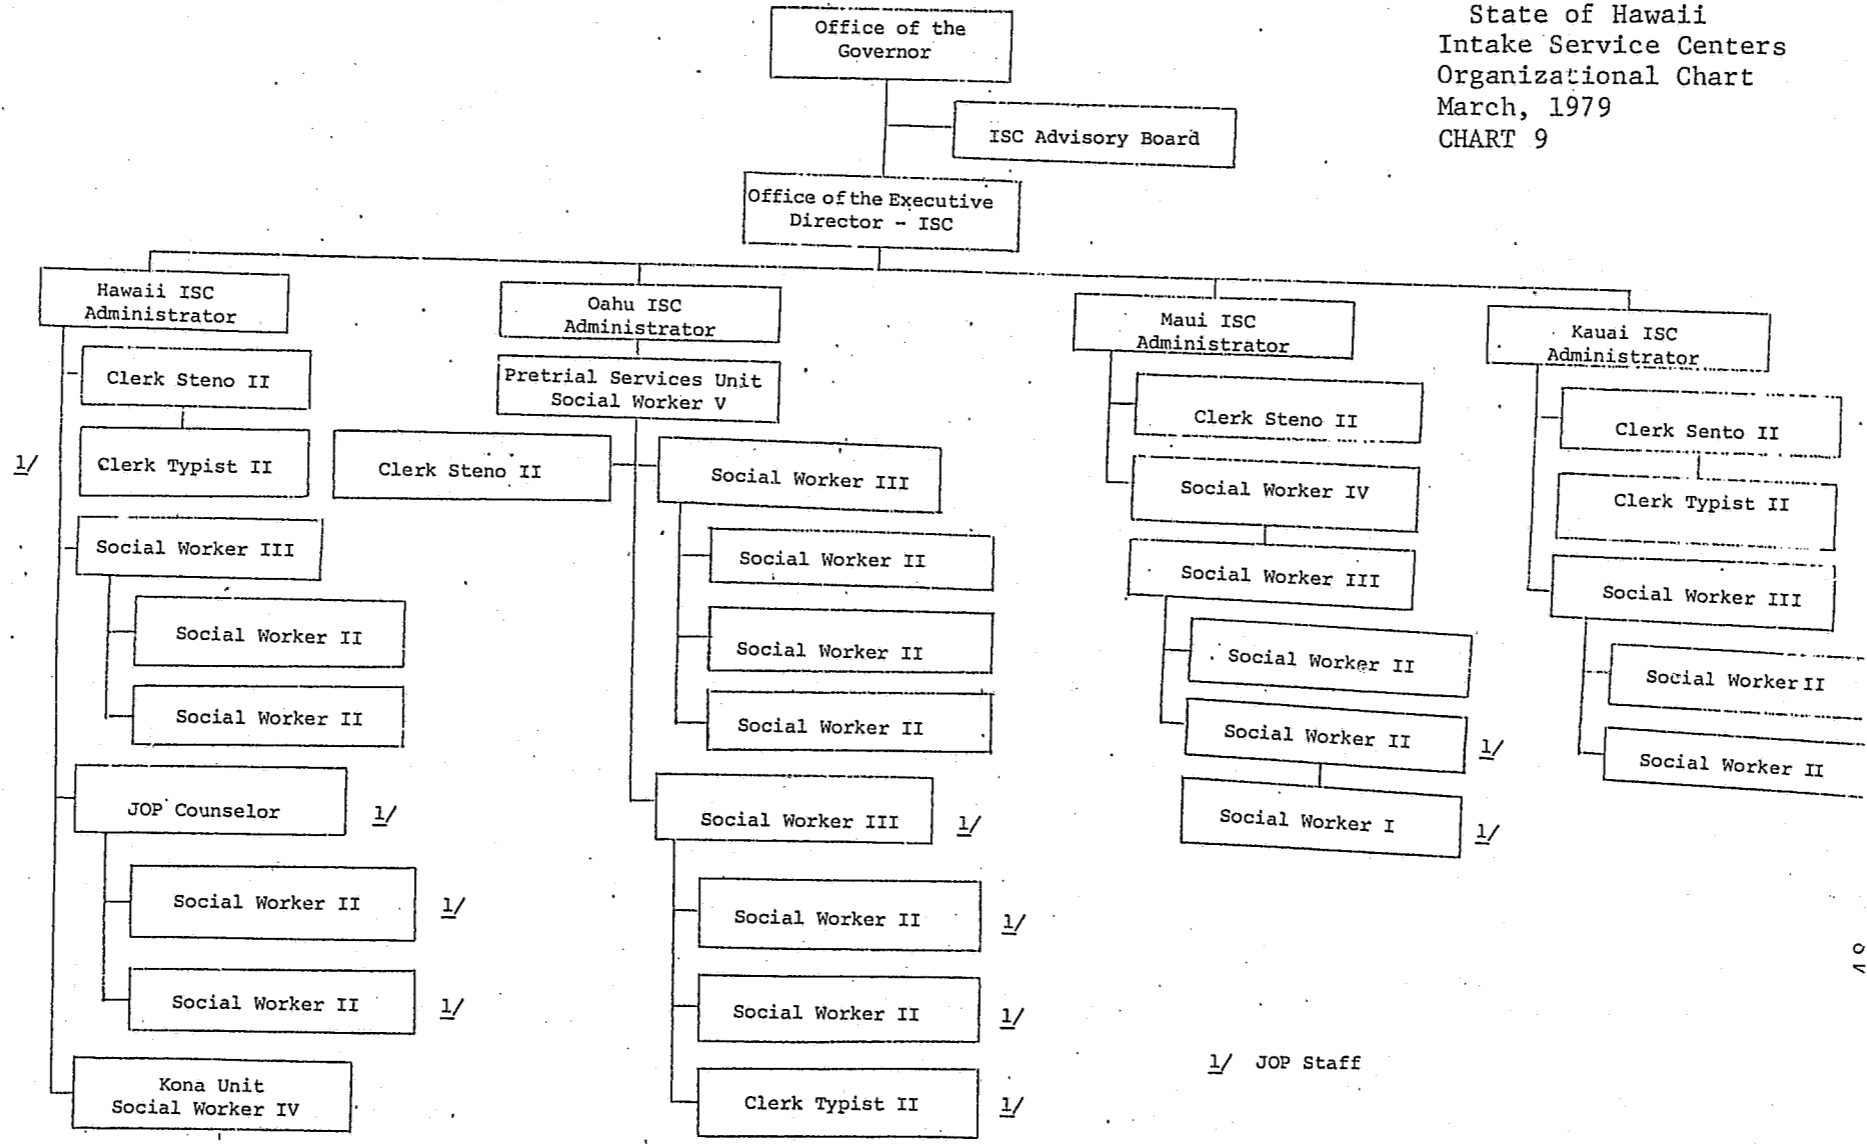 State of Hawaii
Intake Service Centers
Organizational Chart
March, 1979
CHART 9
Office of the
Governor
ISC Advisory Board
Office of the Executive
Director - ISC
Hawaii ISC
Administrator
Clerk Steno II
1/
Clerk Typist II
Social Worker III
Social Worker II
Social Worker II
JOP Counselor
1/
Social Worker II
1/
Social Worker II
1/
Kona Unit
Social Worker IV
Oahu ISC
Administrator
Pretrial Services Unit
Social Worker V
Clerk Steno II
Social Worker III
Social Worker II
Social Worker II
Social Worker II
Social Worker III
1/
Social Worker II
1/
Social Worker II
1/
Clerk Typist II
1/
Maui ISC
Administrator
Clerk Steno II
Social Worker IV
Social Worker III
Social Worker II
Social Worker II
1/
Social Worker I
1/
Kauai ISC
Administrator
Clerk Sento II
Clerk Typist II
Social Worker III
Social Worker II
Social Worker II
1/ JOP Staff